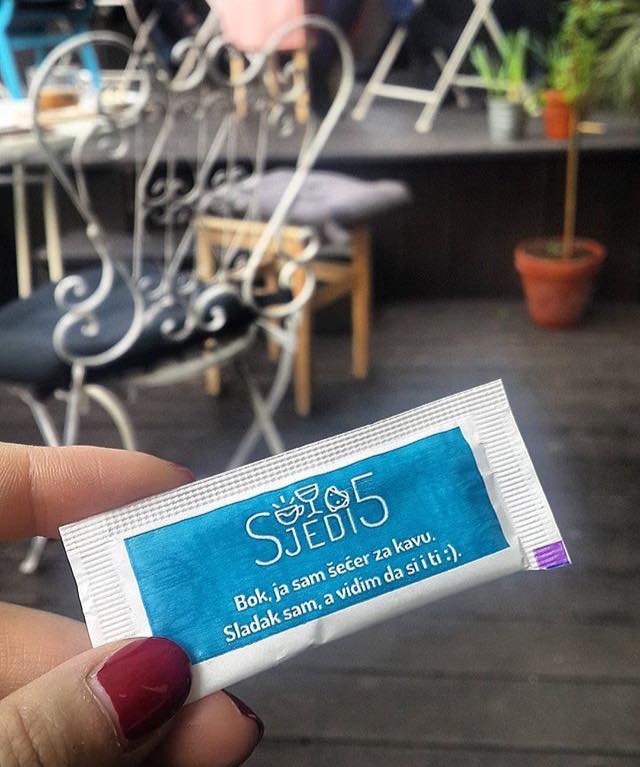 SJEDI5
Bok, ja sam šećer za kavu.
Sladak sam, a vidim da si i ti :).